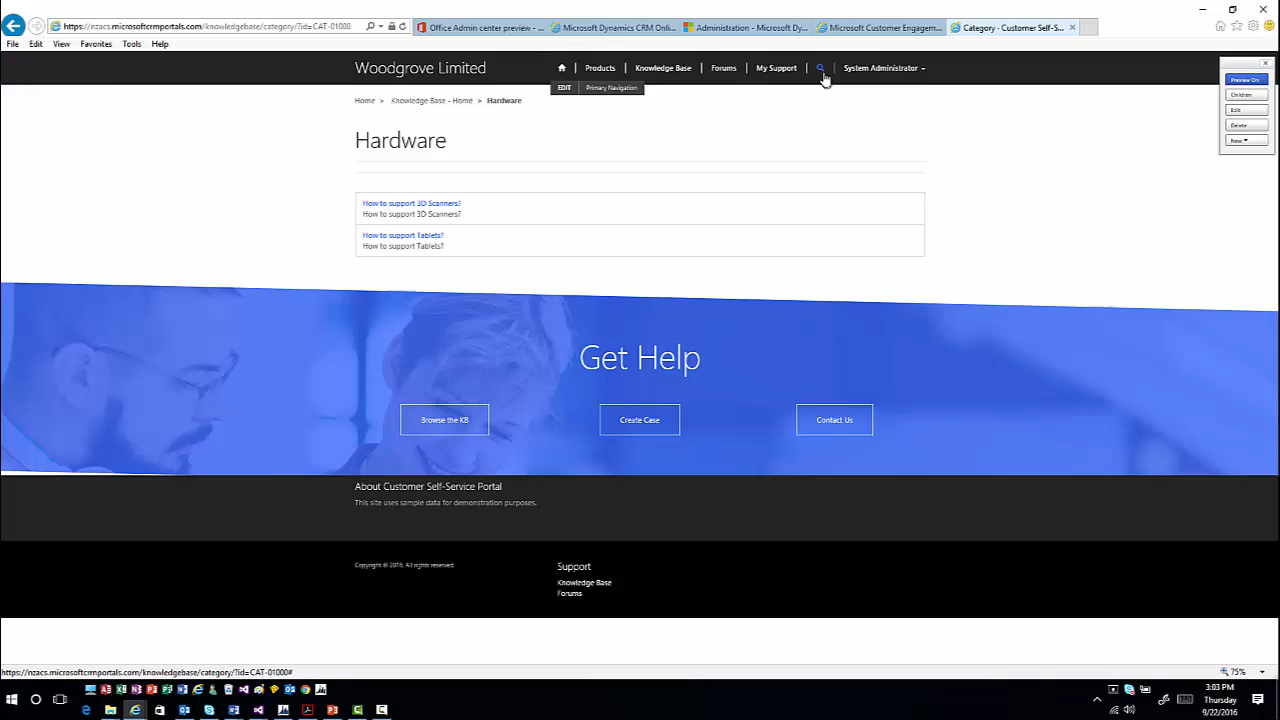 https://nzacs.microsoftcrmportals.com/knowledgebase/category/?id=CAT-01000
Office Admin center preview - ...
Microsoft Dynamics CRM Onl...
Administration - Microsoft Dy...
Microsoft Customer Engagem...
Category - Customer Self-S...
File Edit View Favorites Tools Help
Woodgrove Limited
Products
Knowledge Base
Forums
My Support
System Administrator
EDIT Primary Navigation
Preview On
Children
Edit
Delete
New
Home > Knowledge Base - Home > Hardware
Hardware
How to support 3D Scanners?
How to support 3D Scanners?
How to support Tablets?
How to support Tablets?
Get Help
Browse the KB
Create Case
Contact Us
About Customer Self-Service Portal
This site uses sample data for demonstration purposes.
Copyright © 2016. All rights reserved.
Support
Knowledge Base
Forums
https://nzacs.microsoftcrmportals.com/knowledgebase/category/?id=CAT-01000#
75%
3:03 PM
Thursday
9/22/2016